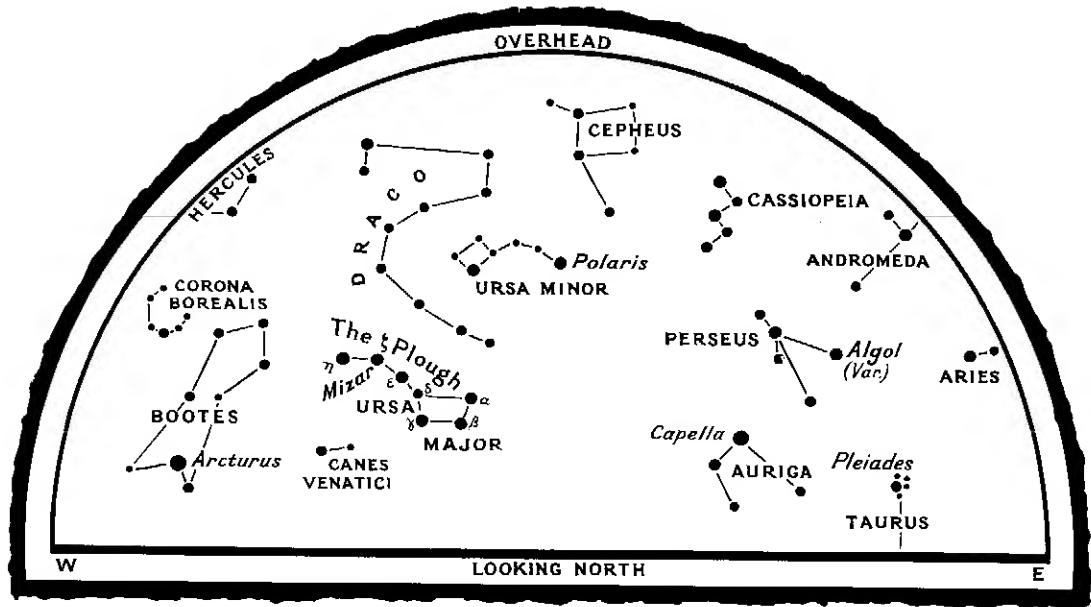 OVERHEAD
CEPHEUS
HERCULES
DRACO
CASSIOPEIA
Polaris
ANDROMEDA
URSA MINOR
CORONA
BOREALIS
The ζ Plough
PERSEUS
Algol
(Var.)
ARIES
η
Mizar
ε
δ
α
URSA
BOOTES
γ
β
MAJOR
Capella
Arcturus
CANES
VENATICI
AURIGA
Pleiades
TAURUS
W
LOOKING NORTH
E